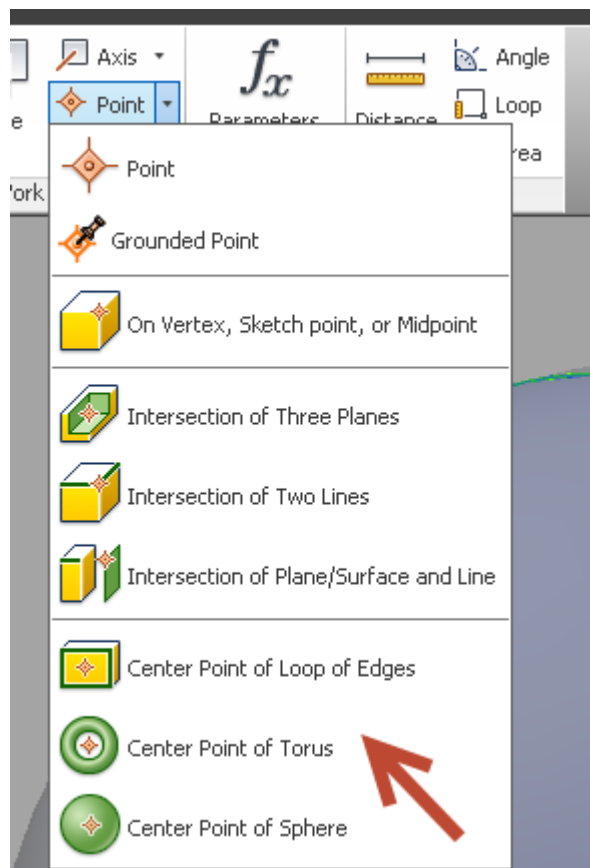 Axis
Angle
Point
Loop
e
Parameters
Distance
rea
ork
Point
Grounded Point
On Vertex, Sketch point, or Midpoint
Intersection of Three Planes
Intersection of Two Lines
Intersection of Plane/Surface and Line
Center Point of Loop of Edges
Center Point of Torus
Center Point of Sphere